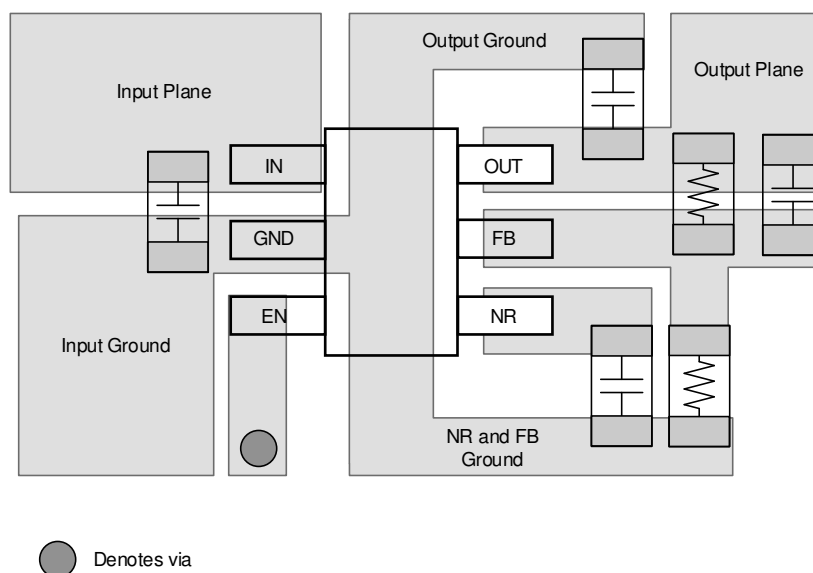 Output Ground
Output Plane
Input Plane
IN
OUT
GND
FB
EN
NR
Input Ground
NR and FB
Ground
Denotes via